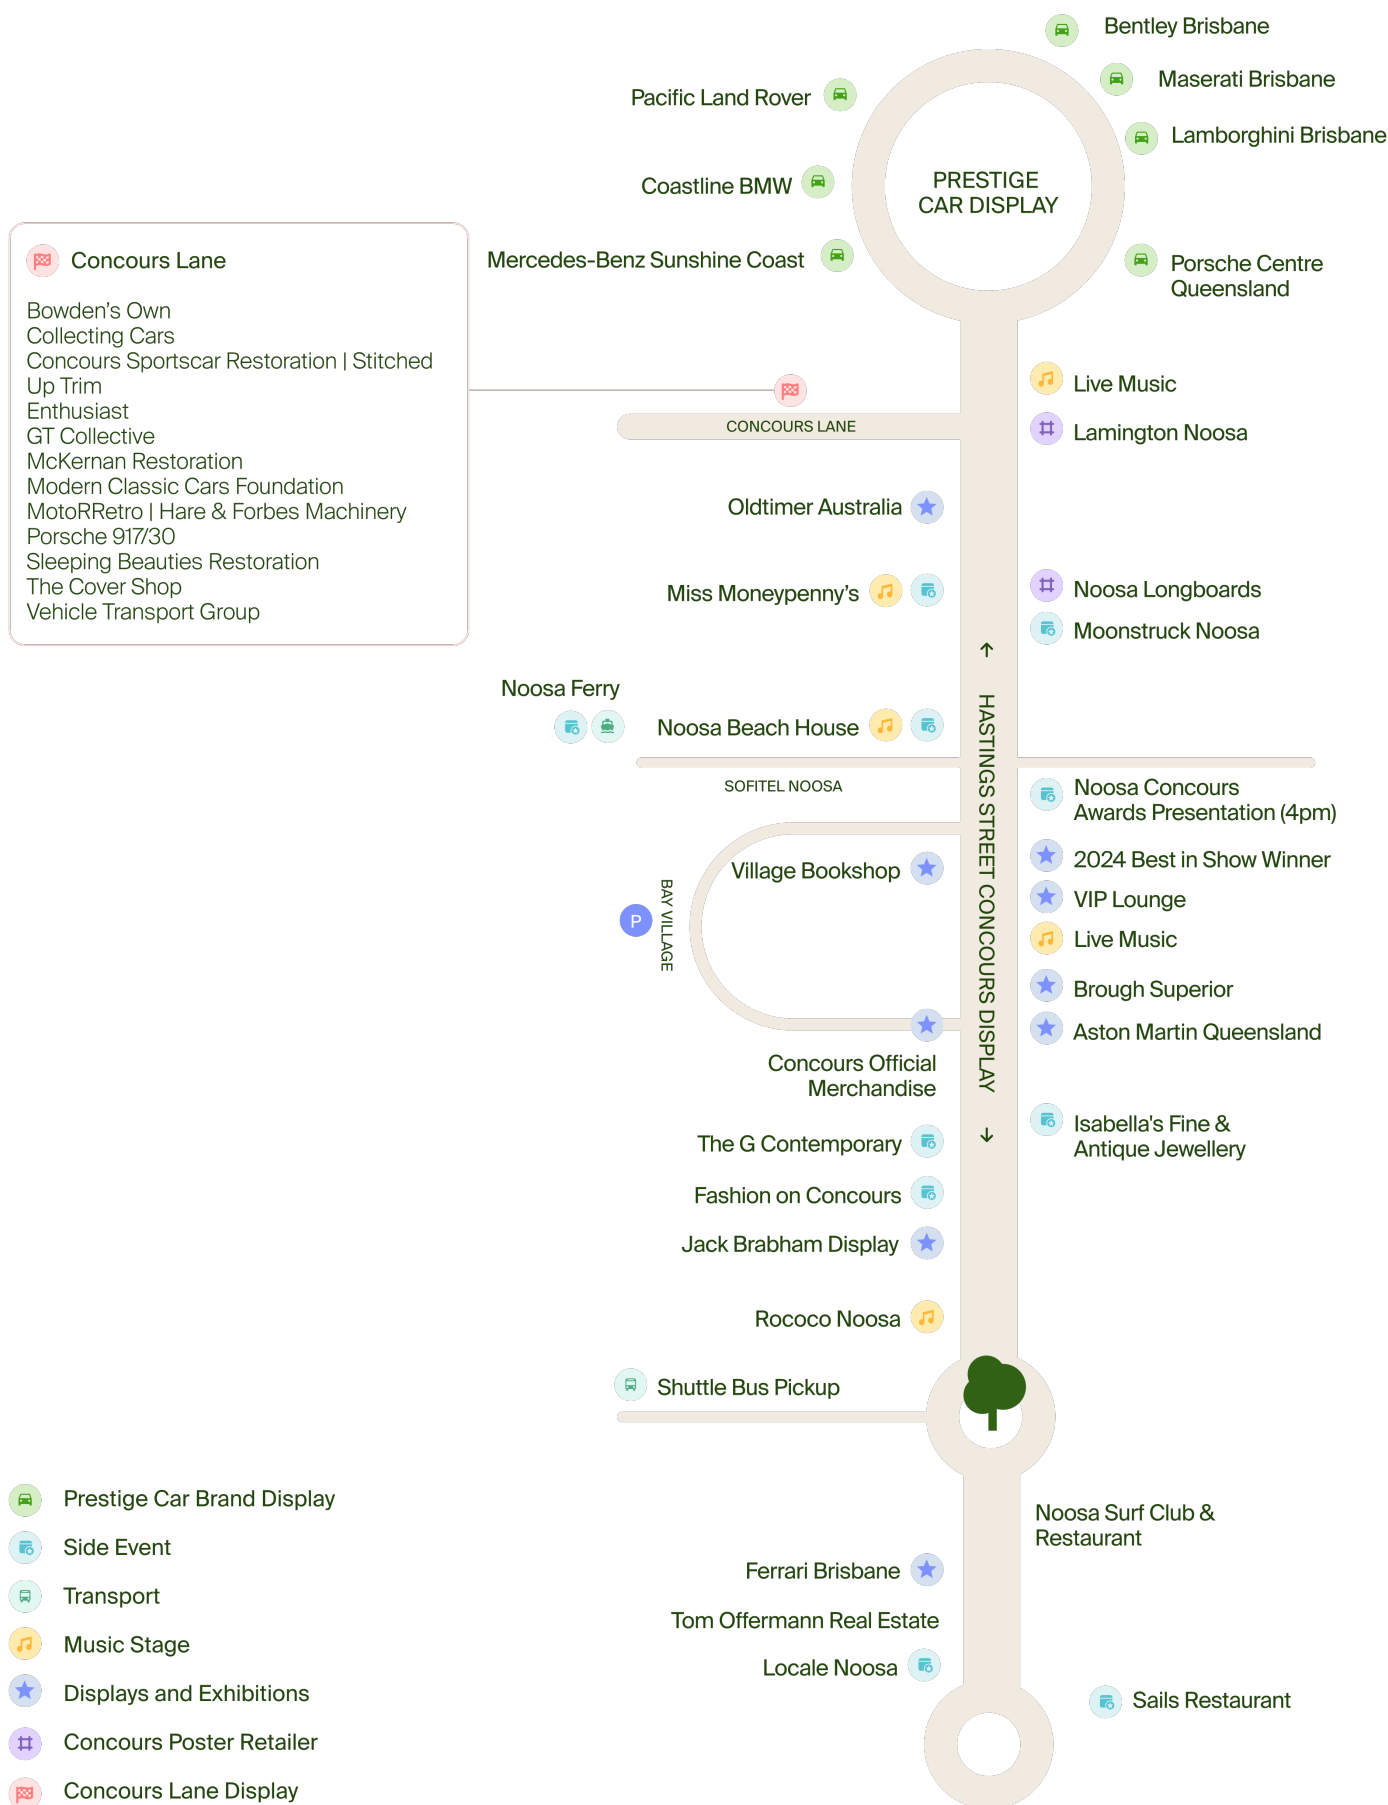 Bentley Brisbane
Maserati Brisbane
Pacific Land Rover
Lamborghini Brisbane
Coastline BMW
PRESTIGE
CAR DISPLAY
Mercedes-Benz Sunshine Coast
Porsche Centre
Queensland
Concours Lane
Bowden’s Own
Collecting Cars
Concours Sportscar Restoration | Stitched
Up Trim
Enthusiast
GT Collective
McKernan Restoration
Modern Classic Cars Foundation
MotoRRetro | Hare & Forbes Machinery
Porsche 917/30
Sleeping Beauties Restoration
The Cover Shop
Vehicle Transport Group
Live Music
CONCOURS LANE
Lamington Noosa
Oldtimer Australia
Miss Moneypenny’s
Noosa Longboards
Moonstruck Noosa
Noosa Ferry
Noosa Beach House
HASTINGS STREET CONCOURS DISPLAY
SOFITEL NOOSA
Noosa Concours
Awards Presentation (4pm)
2024 Best in Show Winner
Village Bookshop
VIP Lounge
P
BAY VILLAGE
Live Music
Brough Superior
Aston Martin Queensland
Concours Official
Merchandise
Isabella's Fine &
Antique Jewellery
The G Contemporary
Fashion on Concours
Jack Brabham Display
Rococo Noosa
Shuttle Bus Pickup
Noosa Surf Club &
Restaurant
Ferrari Brisbane
Tom Offermann Real Estate
Locale Noosa
Sails Restaurant
Prestige Car Brand Display
Side Event
Transport
Music Stage
Displays and Exhibitions
Concours Poster Retailer
Concours Lane Display